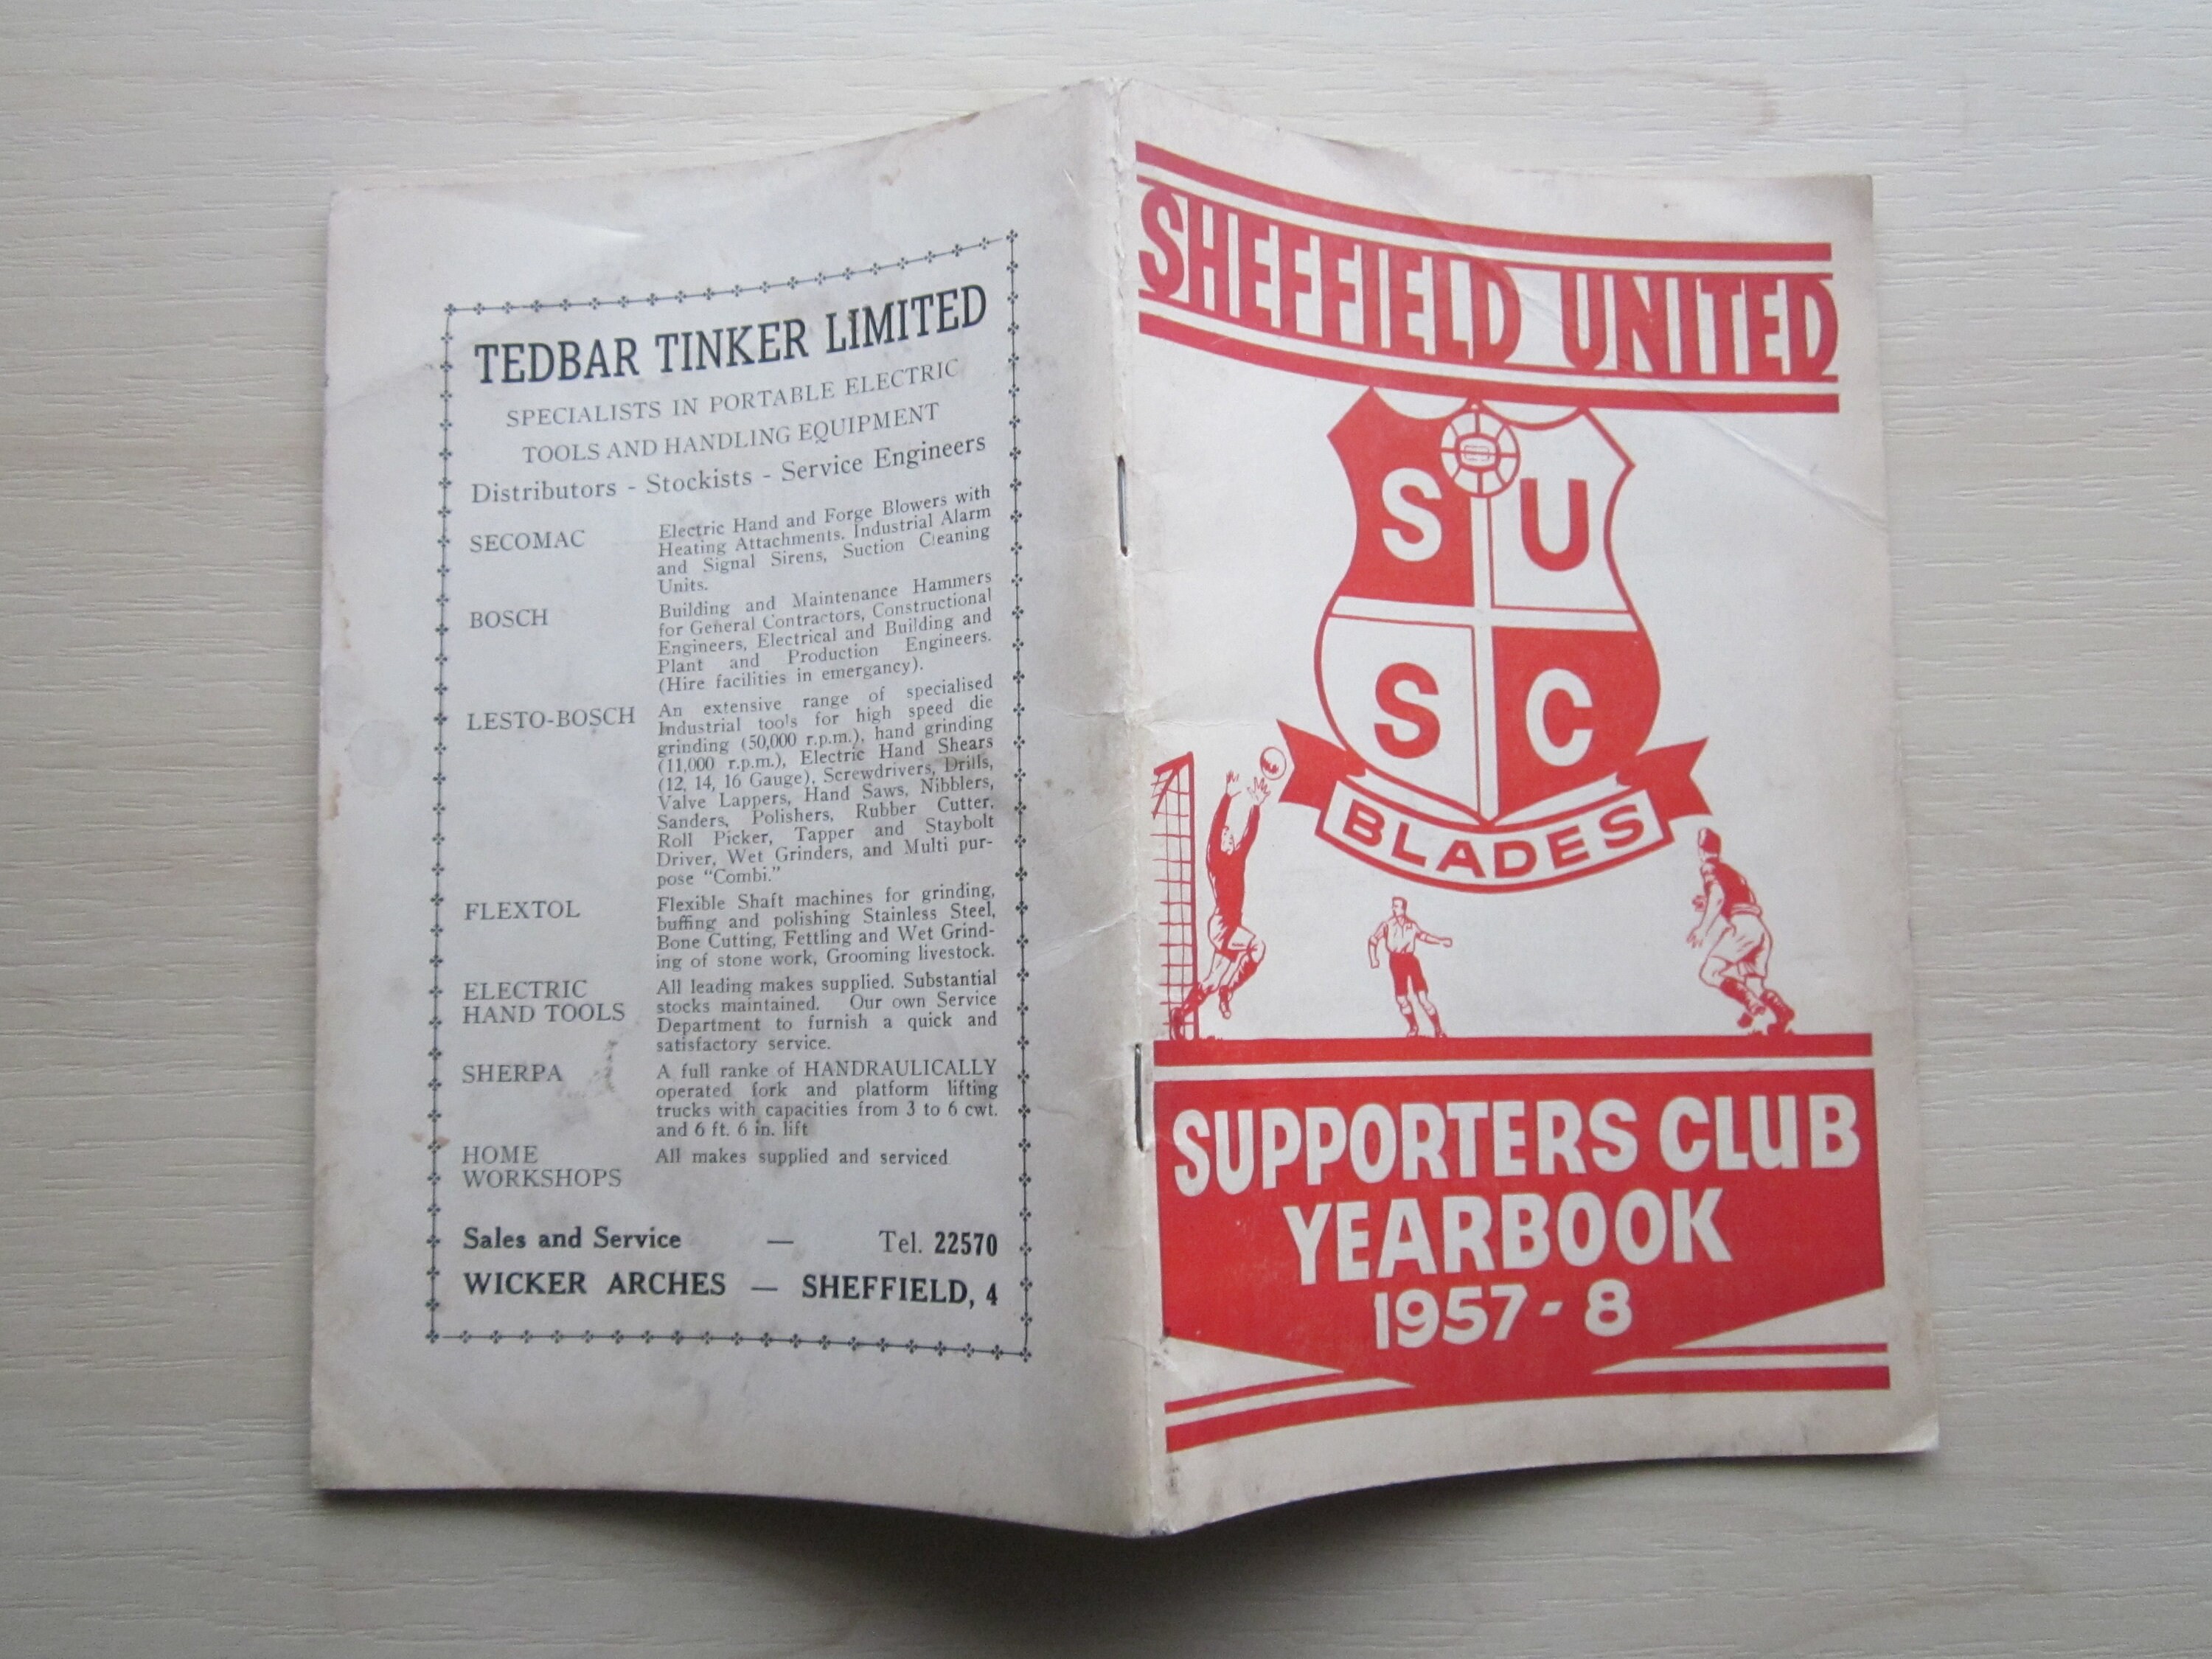 TEDBAR TINKER LIMITED
SPECIALISTS IN PORTABLE ELECTRIC
TOOLS AND HANDLING EQUIPMENT
Distributors - Stockists - Service Engineers
SECOMAC
Electric Hand and Forge Blowers with
Heating Attachments. Industrial Alarm
and Signal Sirens, Suction Cleaning
Units.
BOSCH
Building and Maintenance Hammers
for General Contractors, Constructional
Engineers, Electrical and Building and
Plant and Production Engineers.
(Hire facilities in emergancy).
LESTO-BOSCH
An extensive range of specialised
Industrial tools for high speed die
grinding (50,000 r.p.m.), hand grinding
(11,000 r.p.m.), Electric Hand Shears
(12, 14, 16 Gauge), Screwdrivers, Drills,
Valve Lappers, Hand Saws, Nibblers,
Sanders, Polishers, Rubber Cutter,
Roll Picker, Tapper and Staybolt
Driver, Wet Grinders, and Multi pur-
pose “Combi.”
FLEXTOL
Flexible Shaft machines for grinding,
buffing and polishing Stainless Steel,
Bone Cutting, Fettling and Wet Grind-
ing of stone work, Grooming livestock.
ELECTRIC
HAND TOOLS
All leading makes supplied. Substantial
stocks maintained. Our own Service
Department to furnish a quick and
satisfactory service.
SHERPA
A full ranke of HANDRAULICALLY
operated fork and platform lifting
trucks with capacities from 3 to 6 cwt.
and 6 ft. 6 in. lift
HOME
WORKSHOPS
All makes supplied and serviced
Sales and Service — Tel. 22570
WICKER ARCHES — SHEFFIELD, 4
SHEFFIELD UNITED
S U
S C
BLADES
SUPPORTERS CLUB
YEARBOOK
1957-8